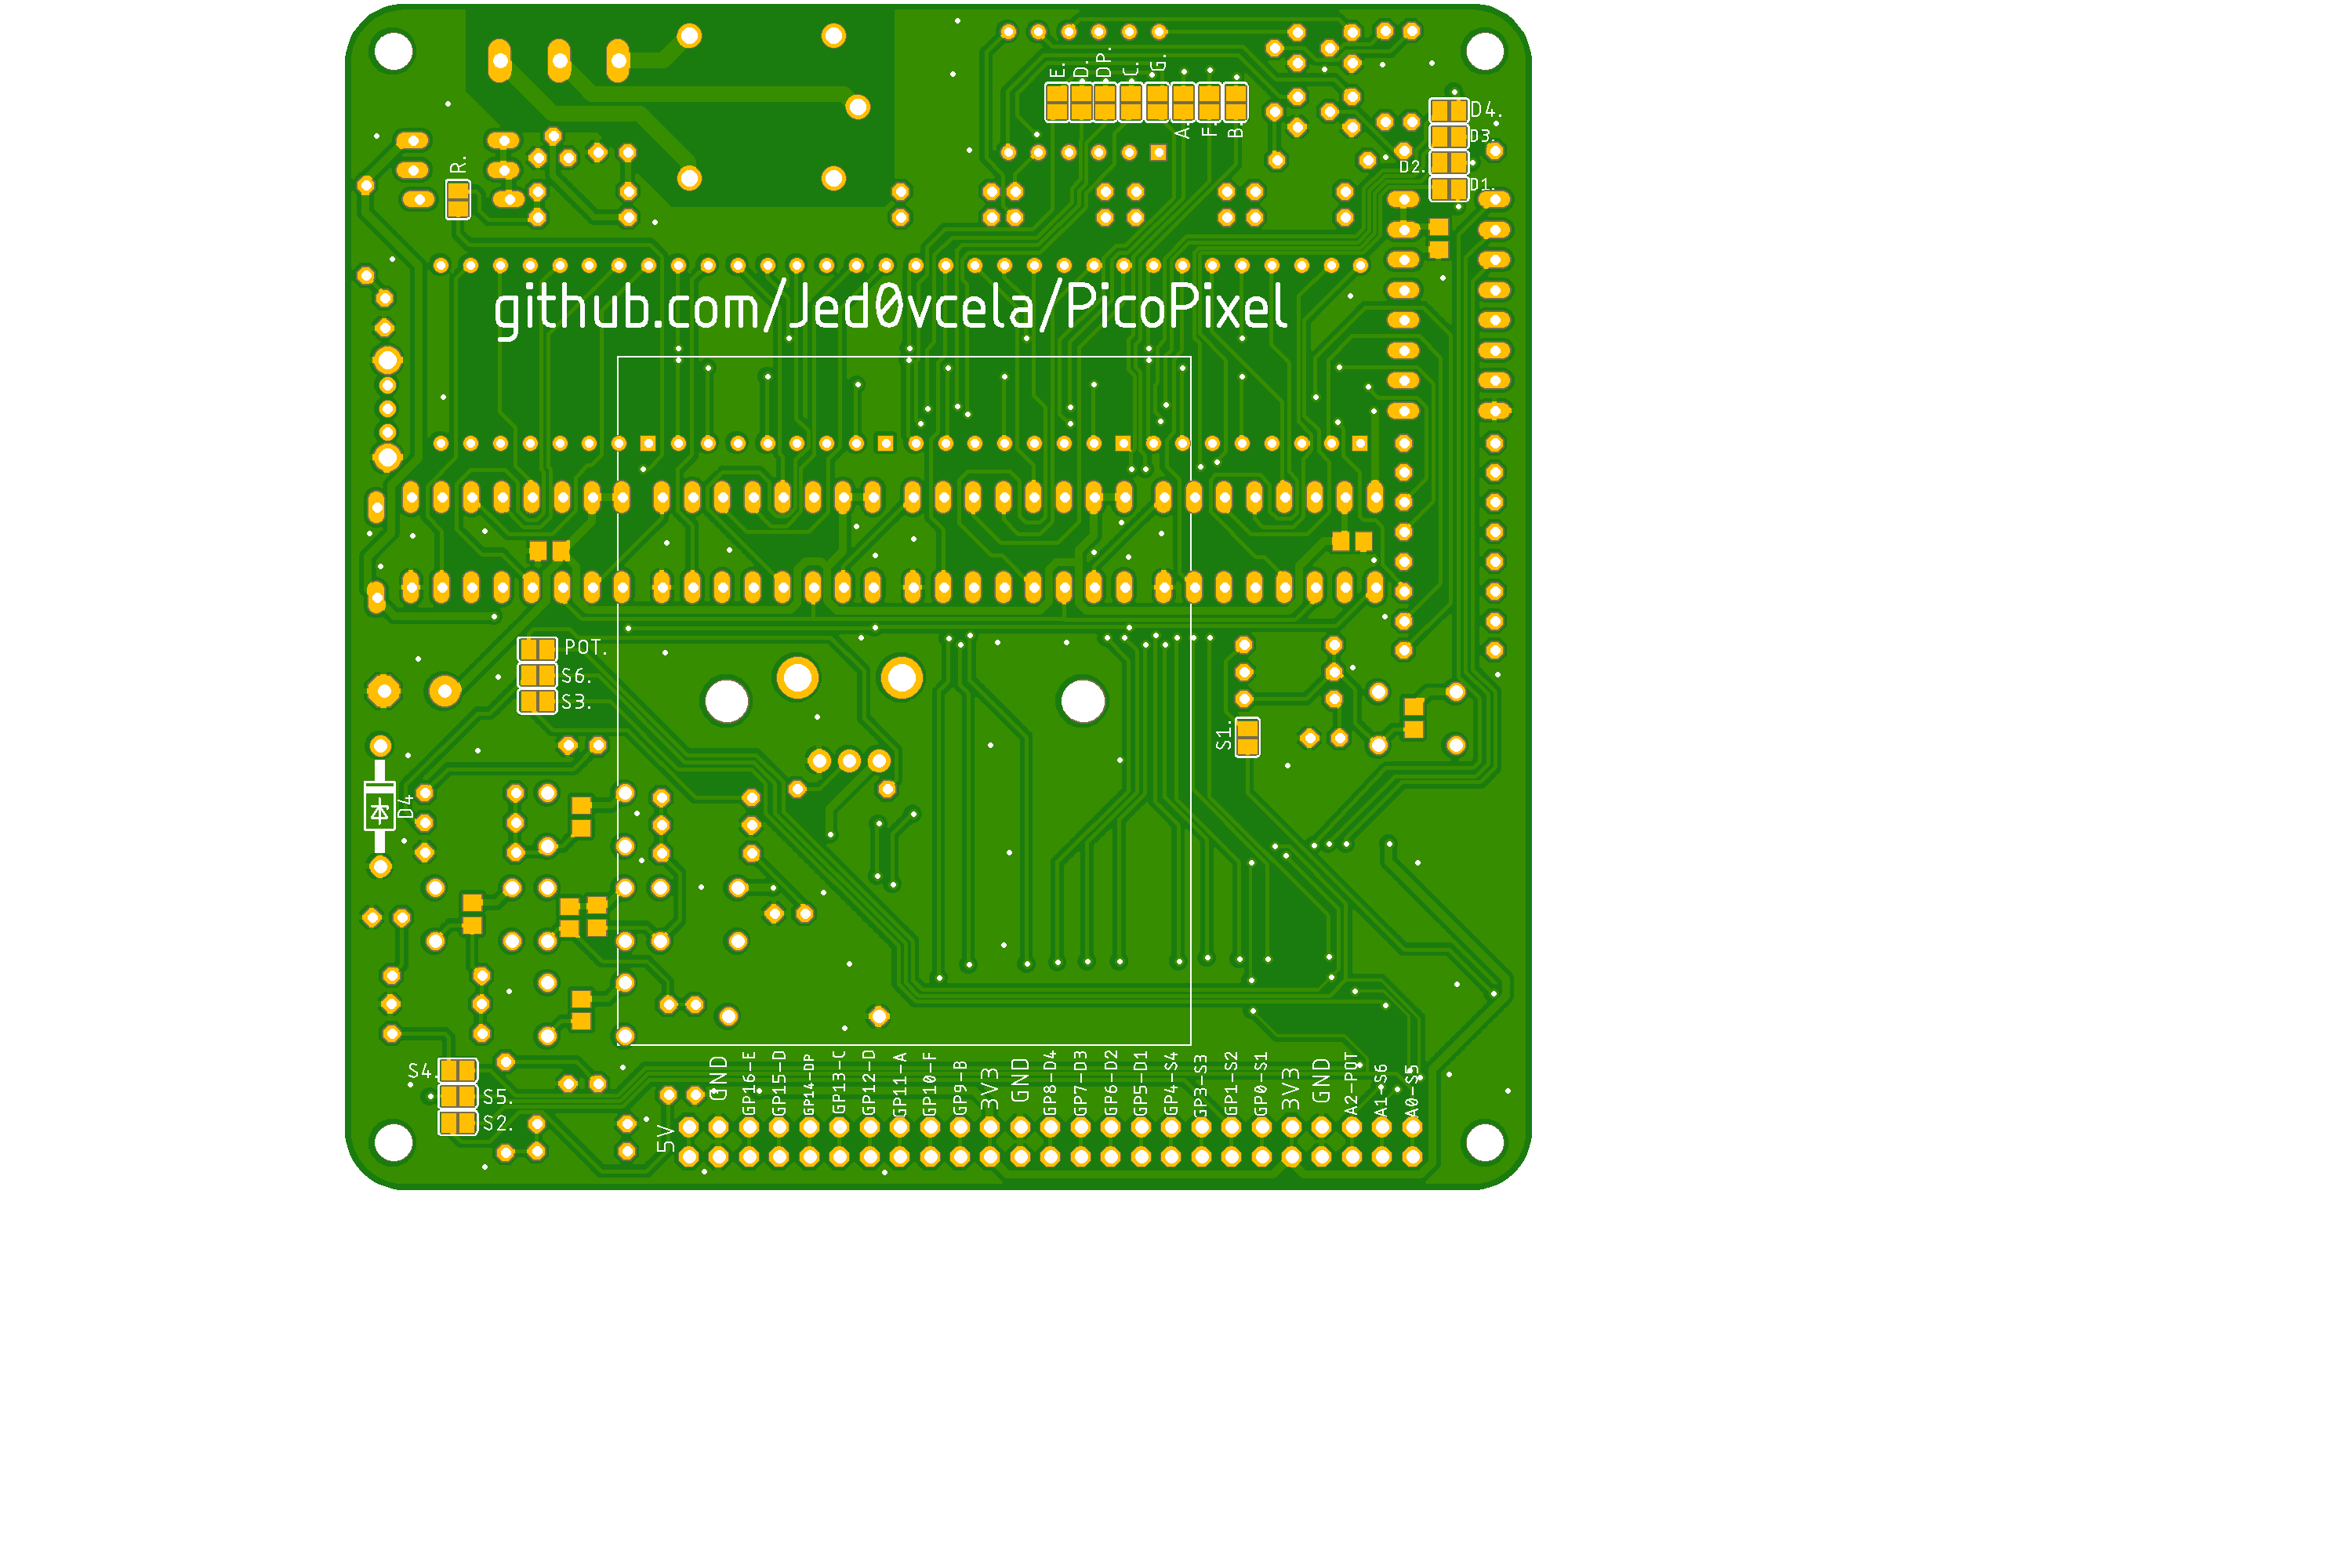 E.
D.
DP.
C.
G.
A.
F.
B.
D4.
D3.
D2.
D1.
R.
github.com/Jed0vcela/PicoPixel
POT.
S6.
S3.
S1.
D4
S4.
S5.
S2.
5V
GND
GP16-E
GP15-D
GP14-DP
GP13-C
GP12-D
GP11-A
GP10-F
GP9-B
3V3
GND
GP8-D4
GP7-D3
GP6-D2
GP5-D1
GP4-S4
GP3-S3
GP1-S2
GP0-S1
3V3
GND
A2-POT
A1-S6
A0-S5